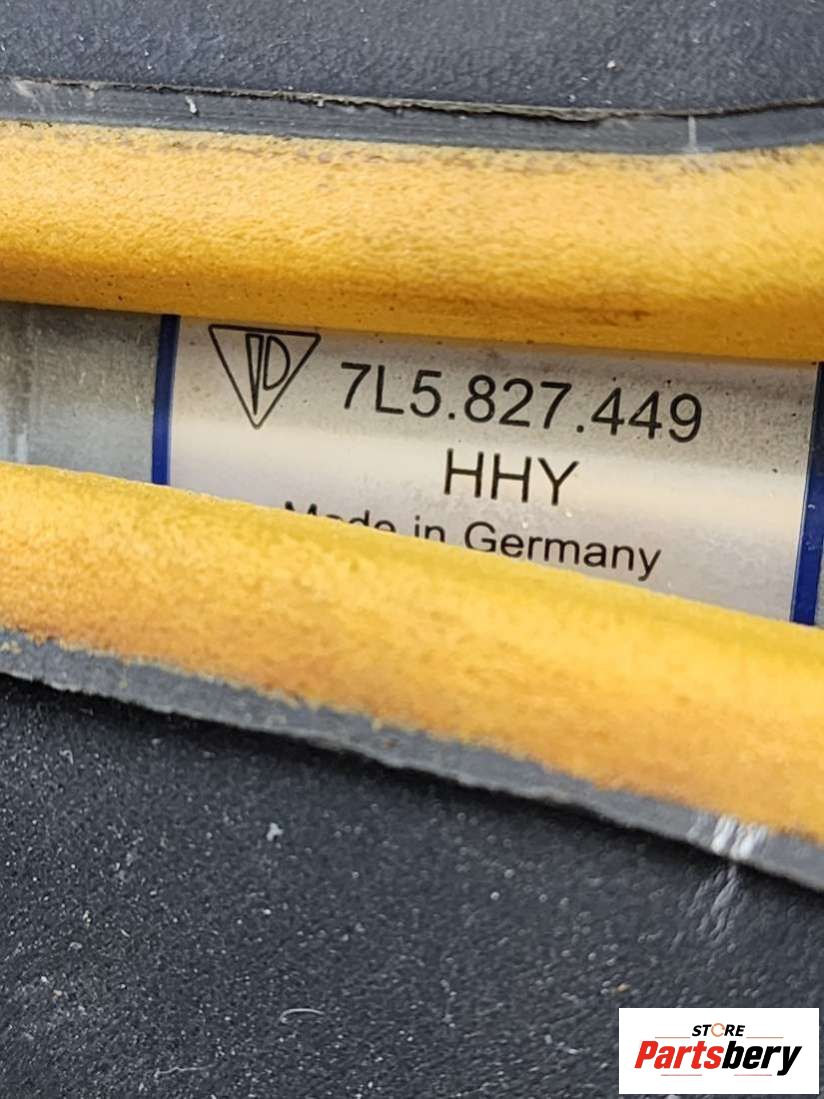 7L5.827.449
HHY
Made in Germany
STORE
Partsbery